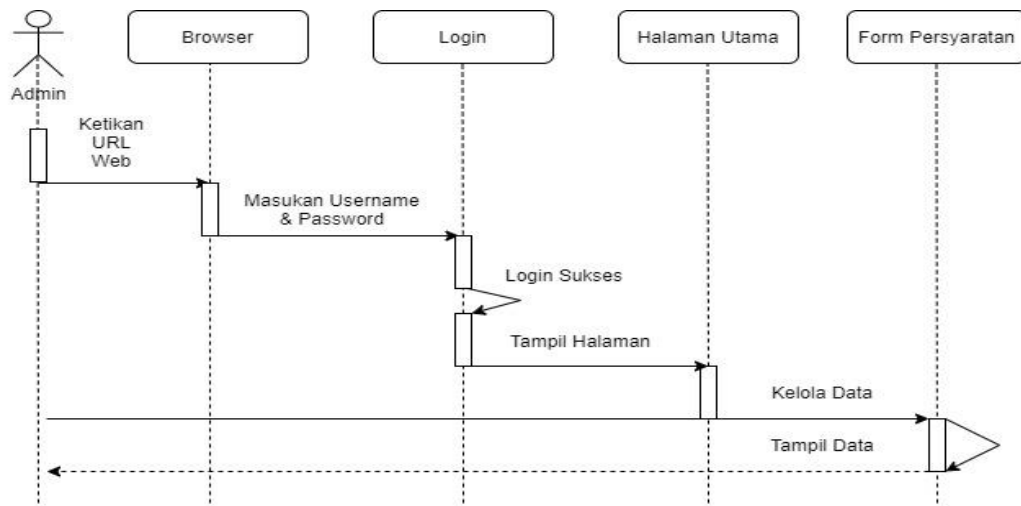 Browser
Login
Halaman Utama
Form Persyaratan
Admin
Ketikan
URL
Web
Masukan Username
& Password
Login Sukses
Tampil Halaman
Kelola Data
Tampil Data